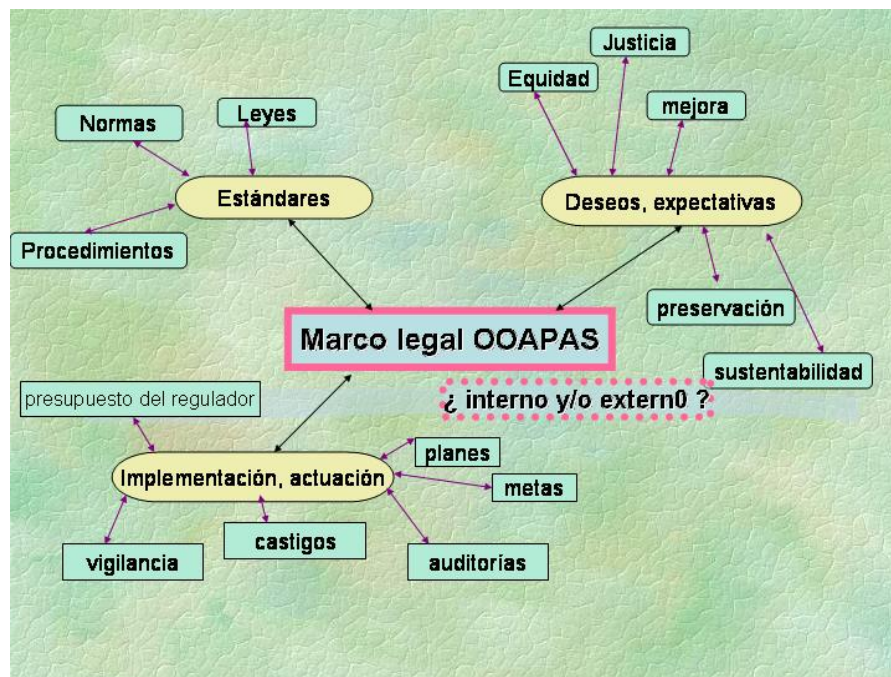 Justicia
Equidad
mejora
Leyes
Normas
Estándares
Deseos, expectativas
Procedimientos
preservación
Marco legal OOAPAS
sustentabilidad
presupuesto del regulador
¿ interno y/o extern0 ?
planes
Implementación, actuación
metas
castigos
vigilancia
auditorías